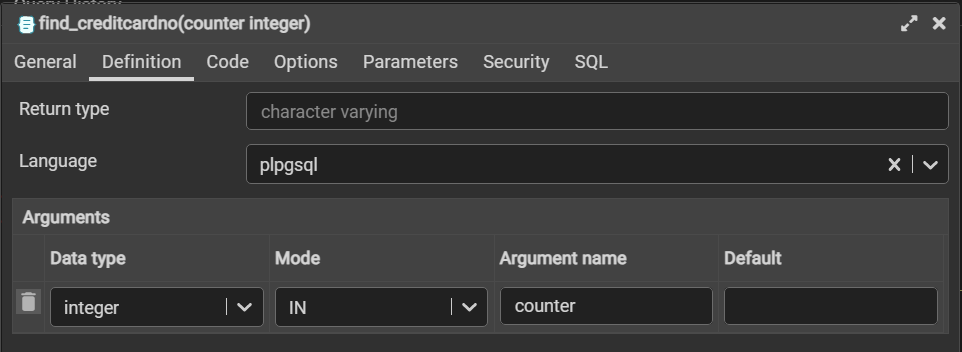 find_creditcardno(counter integer)
General Definition Code Options Parameters Security SQL
Return type character varying
Language plpgsql
Arguments
Data type Mode Argument name Default
integer IN counter